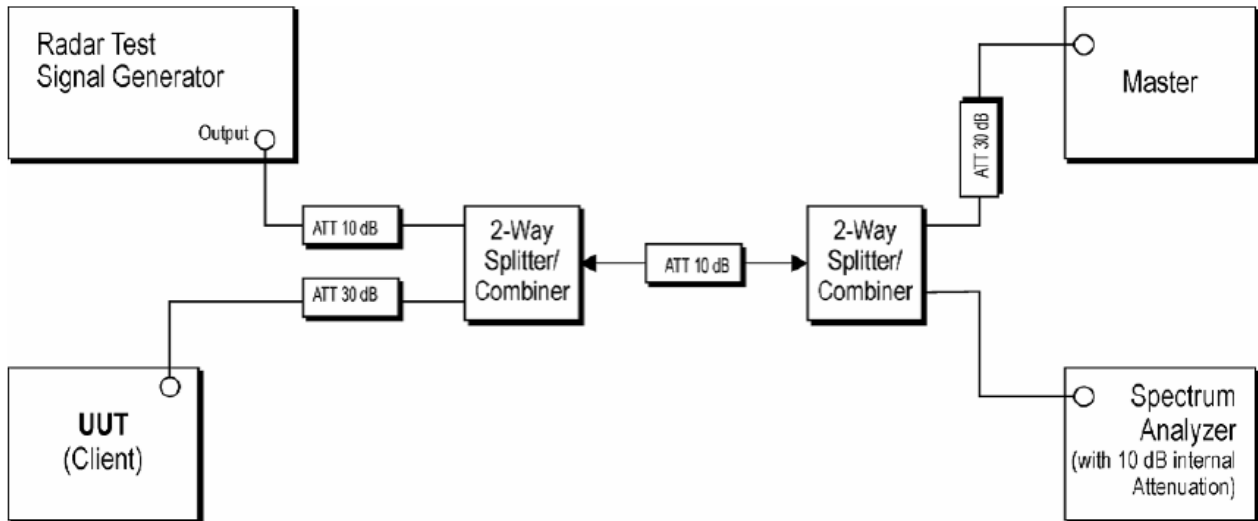 Radar Test
Signal Generator
Output
ATT 10 dB
ATT 30 dB
UUT
(Client)
2-Way
Splitter/
Combiner
ATT 10 dB
2-Way
Splitter/
Combiner
ATT 30 dB
Master
Spectrum
Analyzer
(with 10 dB internal
Attenuation)